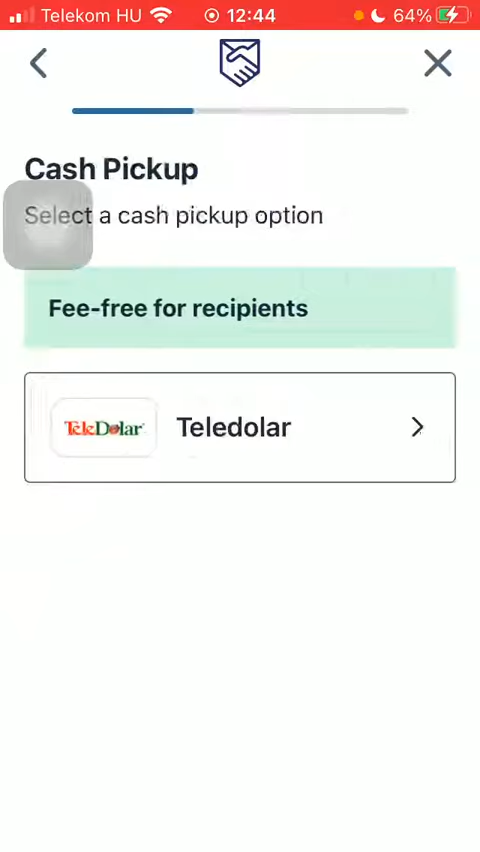 Telekom HU 12:44 64%
Cash Pickup
Select a cash pickup option
Fee-free for recipients
TeleDolar Teledolar